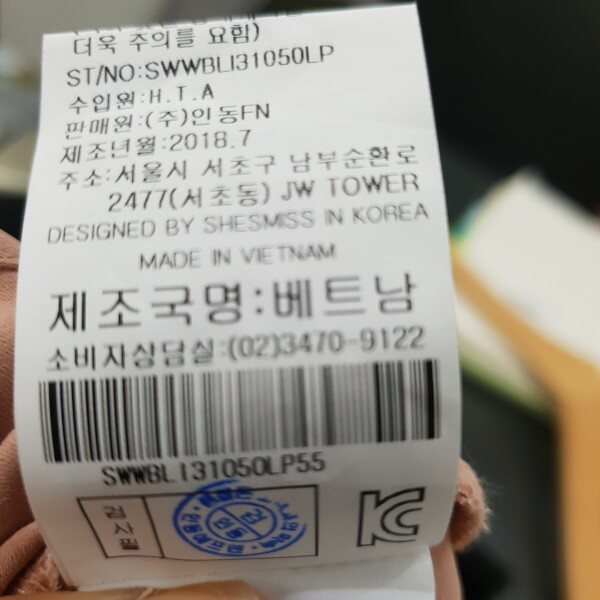 더욱 주의를 요함)
ST/NO:SWWBLI31050LP
수입원:H.T.A
판매원:(주)인동FN
제조년월:2018.7
주소:서울시 서초구 남부순환로
2477(서초동) JW TOWER
DESIGNED BY SHESMISS IN KOREA
MADE IN VIETNAM
제조국명:베트남
소비자상담실:(02)3470-9122
SWWBLI31050LP55
검사필
KC